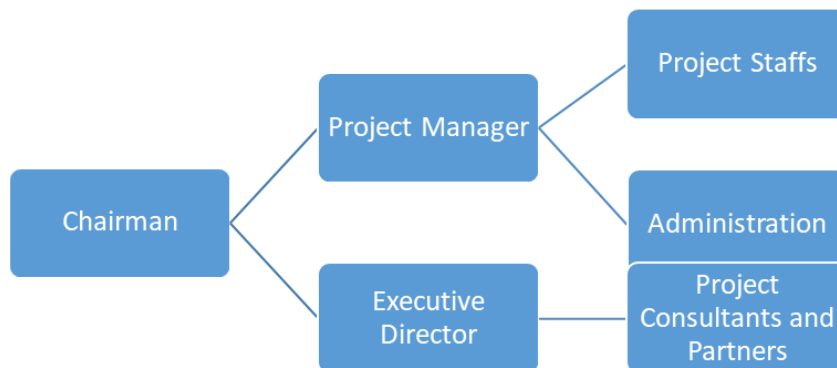 Project Staffs
Project Manager
Chairman
Administration
Executive
Director
Project
Consultants and
Partners